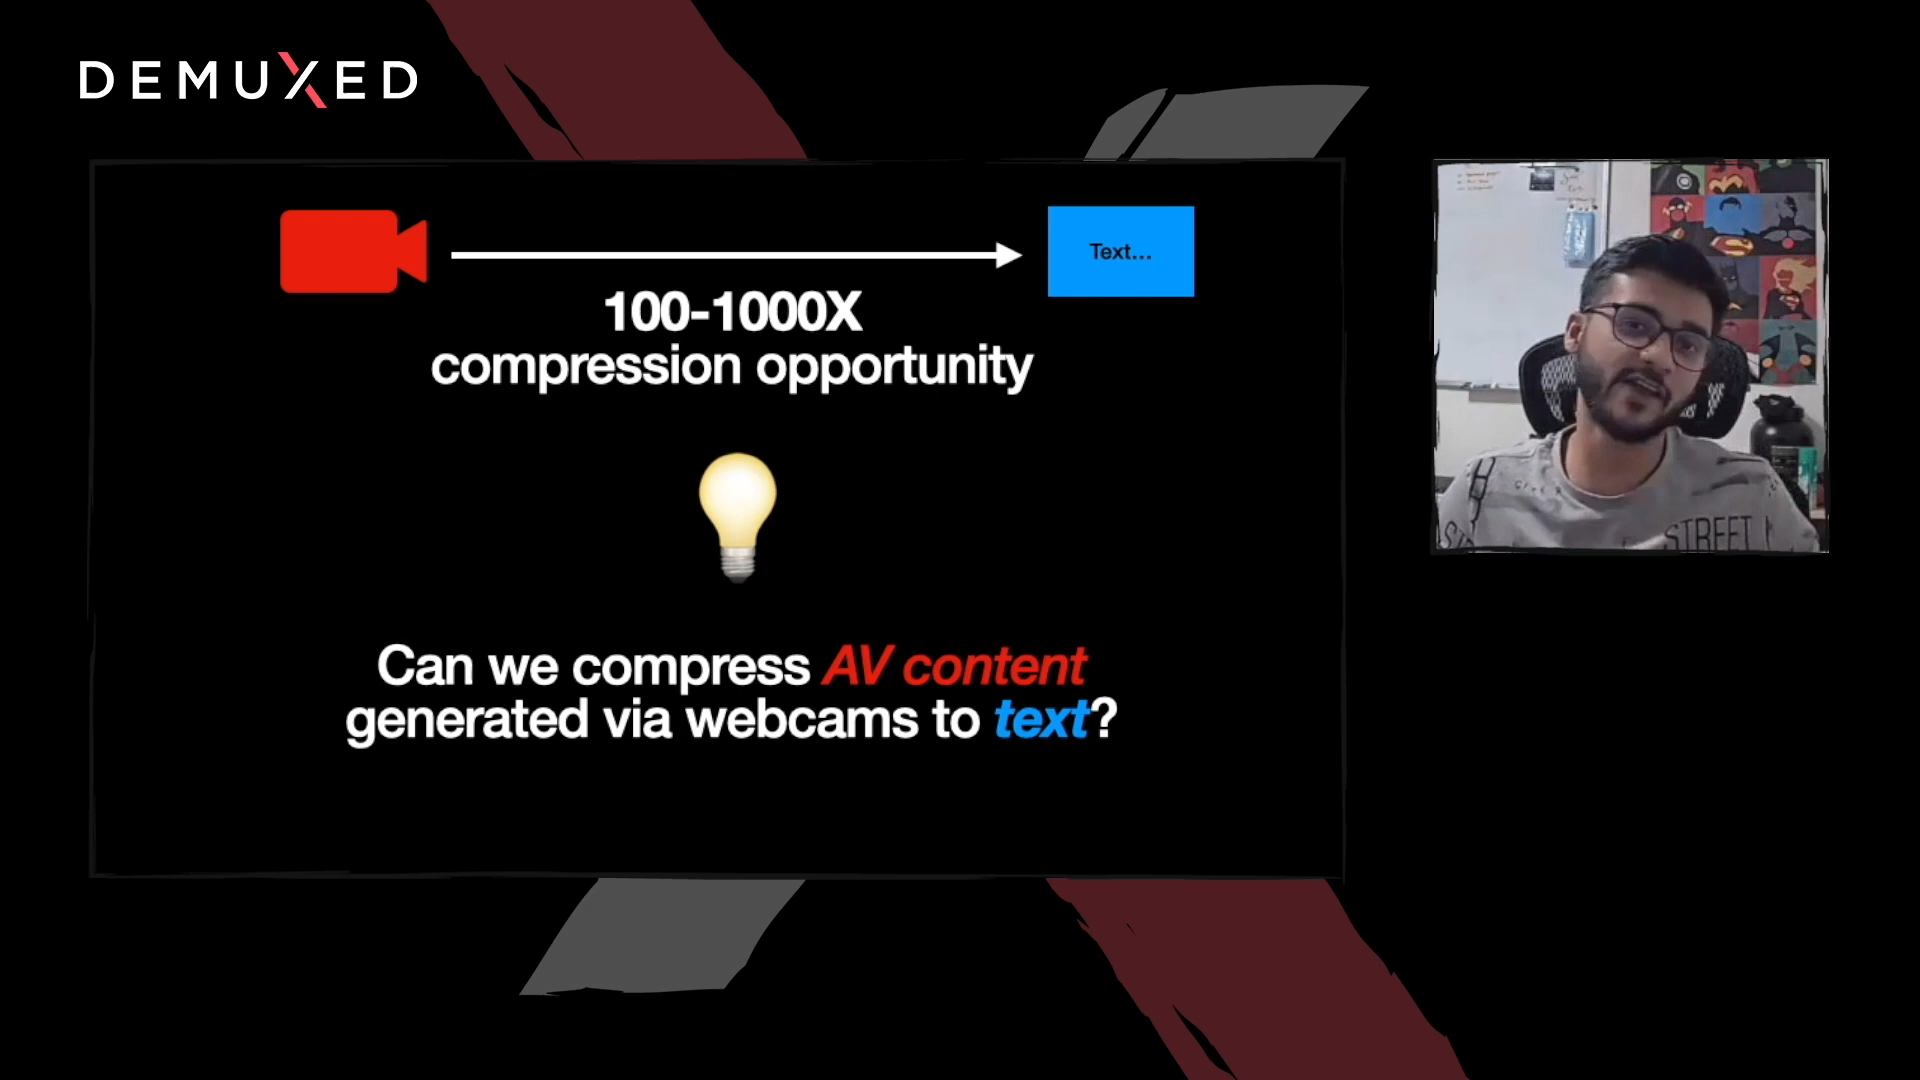 DEMUXED
Text...
100-1000X
compression opportunity
Can we compress AV content
generated via webcams to text?
STREET